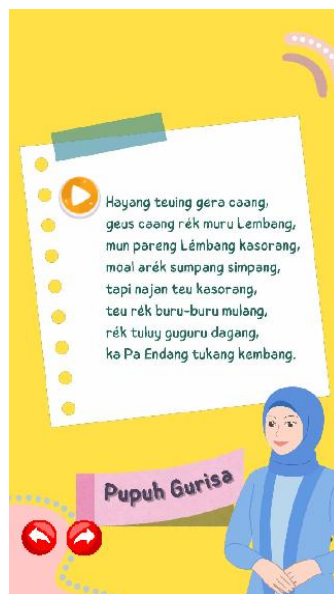 Hayang teuing gera caang,
geus caang rék muru Lembang,
mun pareng Lémbang kasorang,
moal arék sumpang simpang,
tapi najan teu kasorang,
teu rék buru-buru mulang,
rék tuluy guguru dagang,
ka Pa Endang tukang kembang.
Pupuh Gurisa